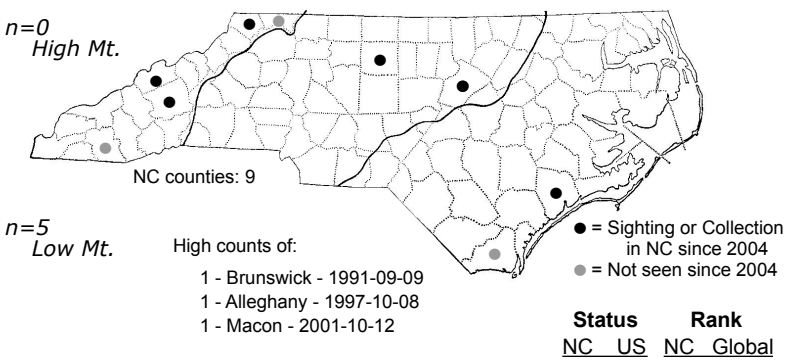 n=0
High Mt.
NC counties: 9
n=5
Low Mt.
High counts of:
1 - Brunswick - 1991-09-09
1 - Alleghany - 1997-10-08
1 - Macon - 2001-10-12
● = Sighting or Collection
in NC since 2004
● = Not seen since 2004
Status Rank
NC US NC Global